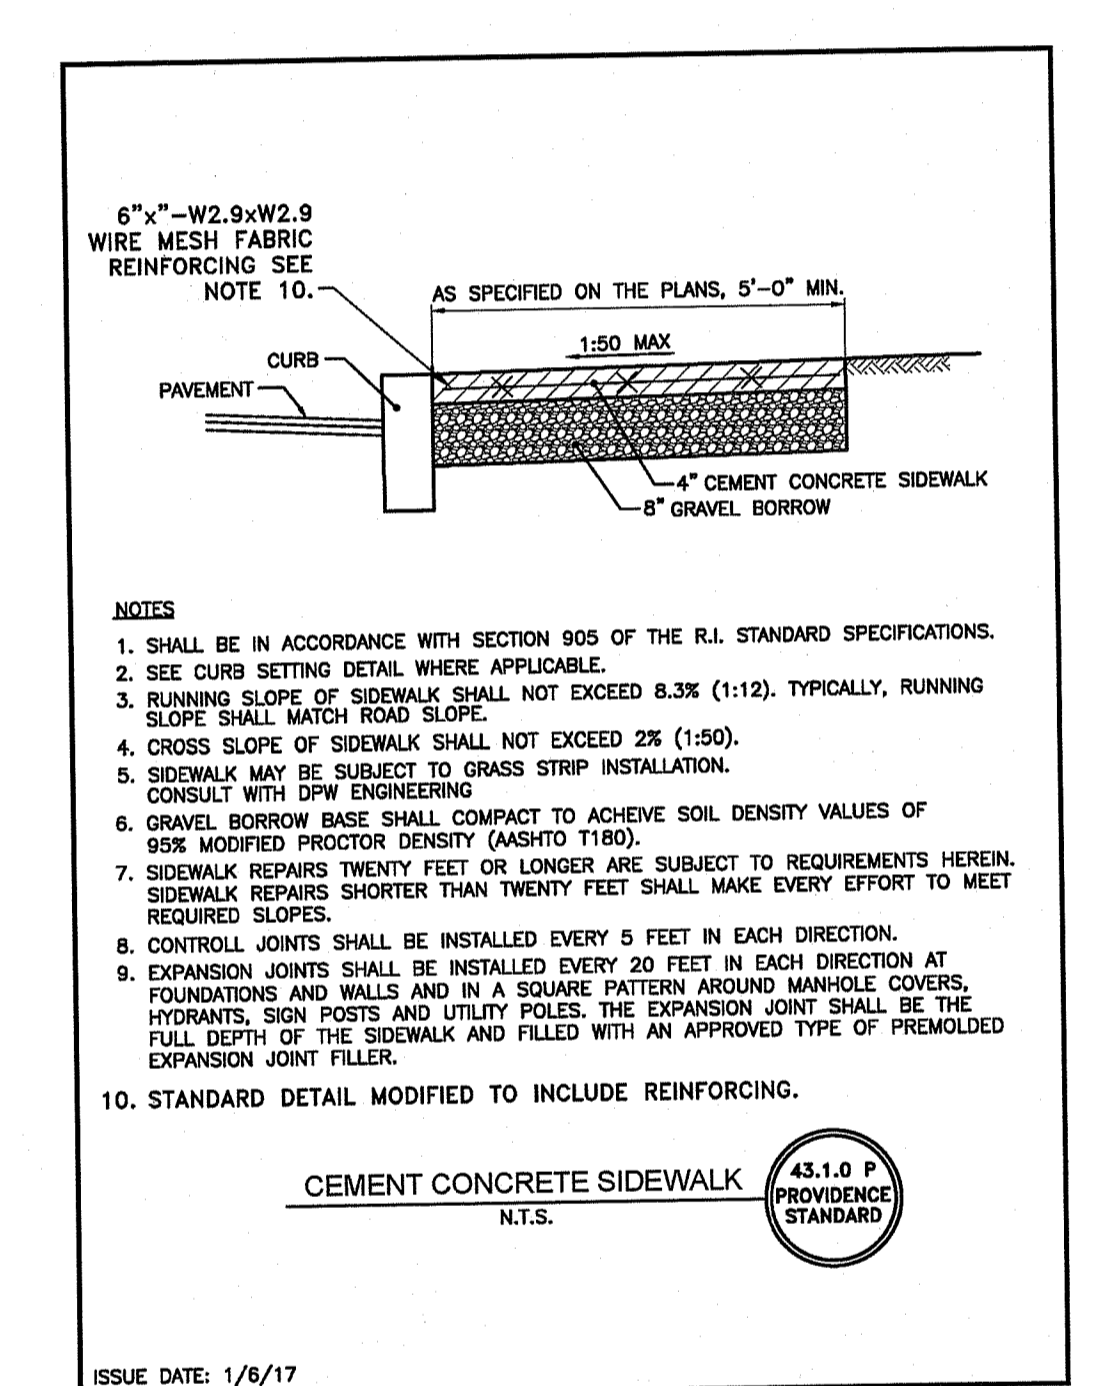 6"x"-W2.9xW2.9
WIRE MESH FABRIC
REINFORCING SEE
NOTE 10.
AS SPECIFIED ON THE PLANS, 5'-0" MIN.
1:50 MAX
CURB
PAVEMENT
4" CEMENT CONCRETE SIDEWALK
8" GRAVEL BORROW
NOTES
1. SHALL BE IN ACCORDANCE WITH SECTION 905 OF THE R.I. STANDARD SPECIFICATIONS.
2. SEE CURB SETTING DETAIL WHERE APPLICABLE.
3. RUNNING SLOPE OF SIDEWALK SHALL NOT EXCEED 8.3% (1:12). TYPICALLY, RUNNING
SLOPE SHALL MATCH ROAD SLOPE.
4. CROSS SLOPE OF SIDEWALK SHALL NOT EXCEED 2% (1:50).
5. SIDEWALK MAY BE SUBJECT TO GRASS STRIP INSTALLATION.
CONSULT WITH DPW ENGINEERING
6. GRAVEL BORROW BASE SHALL COMPACT TO ACHEIVE SOIL DENSITY VALUES OF
95% MODIFIED PROCTOR DENSITY (AASHTO T180).
7. SIDEWALK REPAIRS TWENTY FEET OR LONGER ARE SUBJECT TO REQUIREMENTS HEREIN.
SIDEWALK REPAIRS SHORTER THAN TWENTY FEET SHALL MAKE EVERY EFFORT TO MEET
REQUIRED SLOPES.
8. CONTROLL JOINTS SHALL BE INSTALLED EVERY 5 FEET IN EACH DIRECTION.
9. EXPANSION JOINTS SHALL BE INSTALLED EVERY 20 FEET IN EACH DIRECTION AT
FOUNDATIONS AND WALLS AND IN A SQUARE PATTERN AROUND MANHOLE COVERS,
HYDRANTS, SIGN POSTS AND UTILITY POLES. THE EXPANSION JOINT SHALL BE THE
FULL DEPTH OF THE SIDEWALK AND FILLED WITH AN APPROVED TYPE OF PREMOLDED
EXPANSION JOINT FILLER.
10. STANDARD DETAIL MODIFIED TO INCLUDE REINFORCING.
CEMENT CONCRETE SIDEWALK
N.T.S.
43.1.0 P
PROVIDENCE
STANDARD
ISSUE DATE: 1/6/17